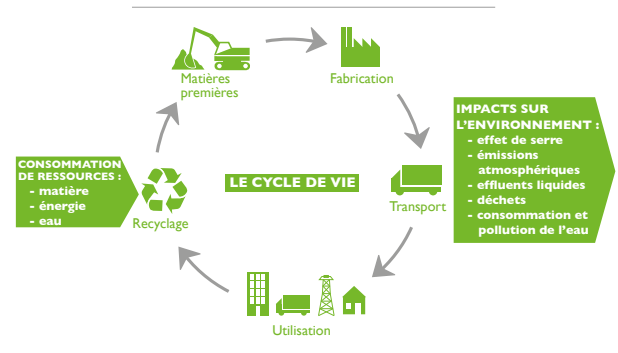 Matières
premières
Fabrication
IMPACTS SUR
L’ENVIRONNEMENT :
- effet de serre
- émissions
atmosphériques
- effluents liquides
- déchets
- consommation et
pollution de l’eau
CONSOMMATION
DE RESSOURCES :
- matière
- énergie
- eau
LE CYCLE DE VIE
Transport
Recyclage
Utilisation